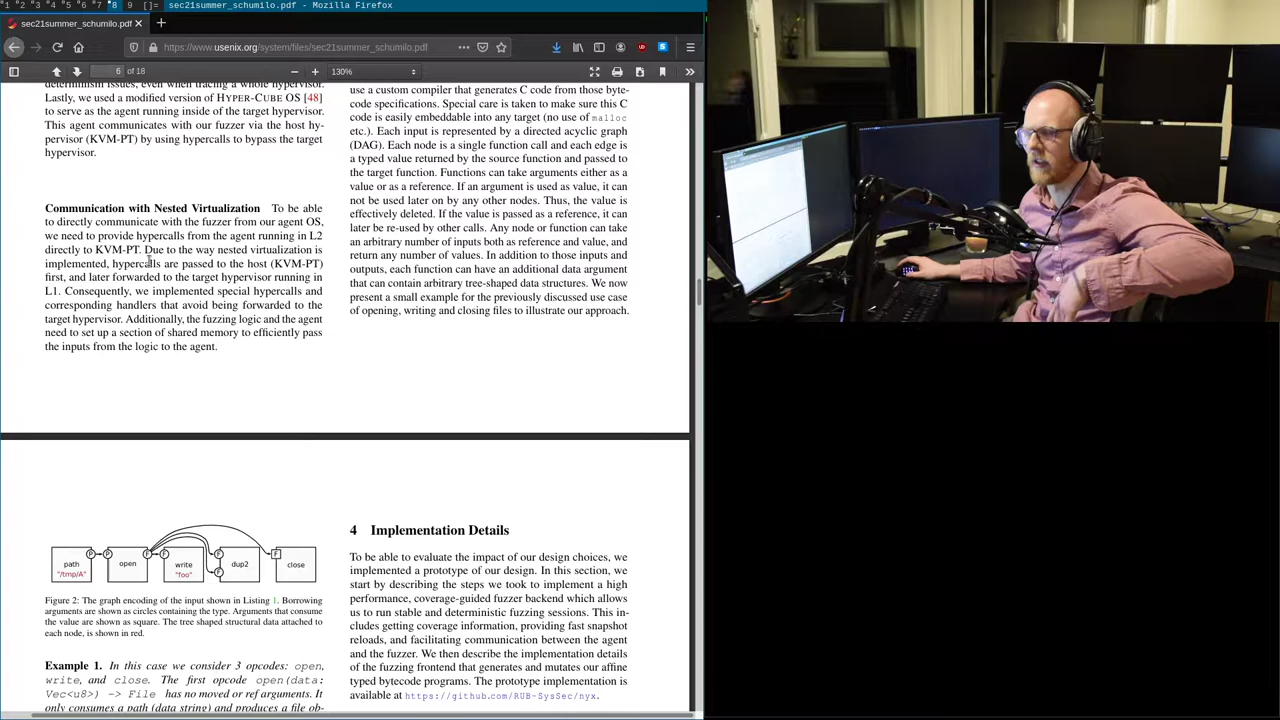 1 2 3 4 5 6 7 8 9 []= sec21summer_schumilo.pdf - Mozilla Firefox
sec21summer_schumilo.pdf
https://www.usenix.org/system/files/sec21summer_schumilo.pdf
6 of 18
130%
determinism issues, even when tracing a whole hypervisor.
Lastly, we used a modified version of HYPER-CUBE OS [48]
to serve as the agent running inside of the target hypervisor.
This agent communicates with our fuzzer via the host hy-
pervisor (KVM-PT) by using hypercalls to bypass the target
hypervisor.
Communication with Nested Virtualization To be able
to directly communicate with the fuzzer from our agent OS,
we need to provide hypercalls from the agent running in L2
directly to KVM-PT. Due to the way nested virtualization is
implemented, hypercalls are passed to the host (KVM-PT)
first, and later forwarded to the target hypervisor running in
L1. Consequently, we implemented special hypercalls and
corresponding handlers that avoid being forwarded to the
target hypervisor. Additionally, the fuzzing logic and the agent
need to set up a section of shared memory to efficiently pass
the inputs from the logic to the agent.
use a custom compiler that generates C code from those byte-
code specifications. Special care is taken to make sure this C
code is easily embeddable into any target (no use of malloc
etc.). Each input is represented by a directed acyclic graph
(DAG). Each node is a single function call and each edge is
a typed value returned by the source function and passed to
the target function. Functions can take arguments either as a
value or as a reference. If an argument is used as value, it can
not be used later on by any other nodes. Thus, the value is
effectively deleted. If the value is passed as a reference, it can
later be re-used by other calls. Any node or function can take
an arbitrary number of inputs both as reference and value, and
return any number of values. In addition to those inputs and
outputs, each function can have an additional data argument
that can contain arbitrary tree-shaped data structures. We now
present a small example for the previously discussed use case
of opening, writing and closing files to illustrate our approach.
path
"/tmp/A"
P
P
open
F
F
write
"foo"
F
F
dup2
F
close
Figure 2: The graph encoding of the input shown in Listing 1. Borrowing
arguments are shown as circles containing the type. Arguments that consume
the value are shown as square. The tree shaped structural data attached to
each node, is shown in red.
Example 1. In this case we consider 3 opcodes: open,
write, and close. The first opcode open(data:
Vec<u8>) -> File has no moved or ref arguments. It
only consumes a path (data string) and produces a file ob-
4 Implementation Details
To be able to evaluate the impact of our design choices, we
implemented a prototype of our design. In this section, we
start by describing the steps we took to implement a high
performance, coverage-guided fuzzer backend which allows
us to run stable and deterministic fuzzing sessions. This in-
cludes getting coverage information, providing fast snapshot
reloads, and facilitating communication between the agent
and the fuzzer. We then describe the implementation details
of the fuzzing frontend that generates and mutates our affine
typed bytecode programs. The prototype implementation is
available at https://github.com/RUB-SysSec/nyx.